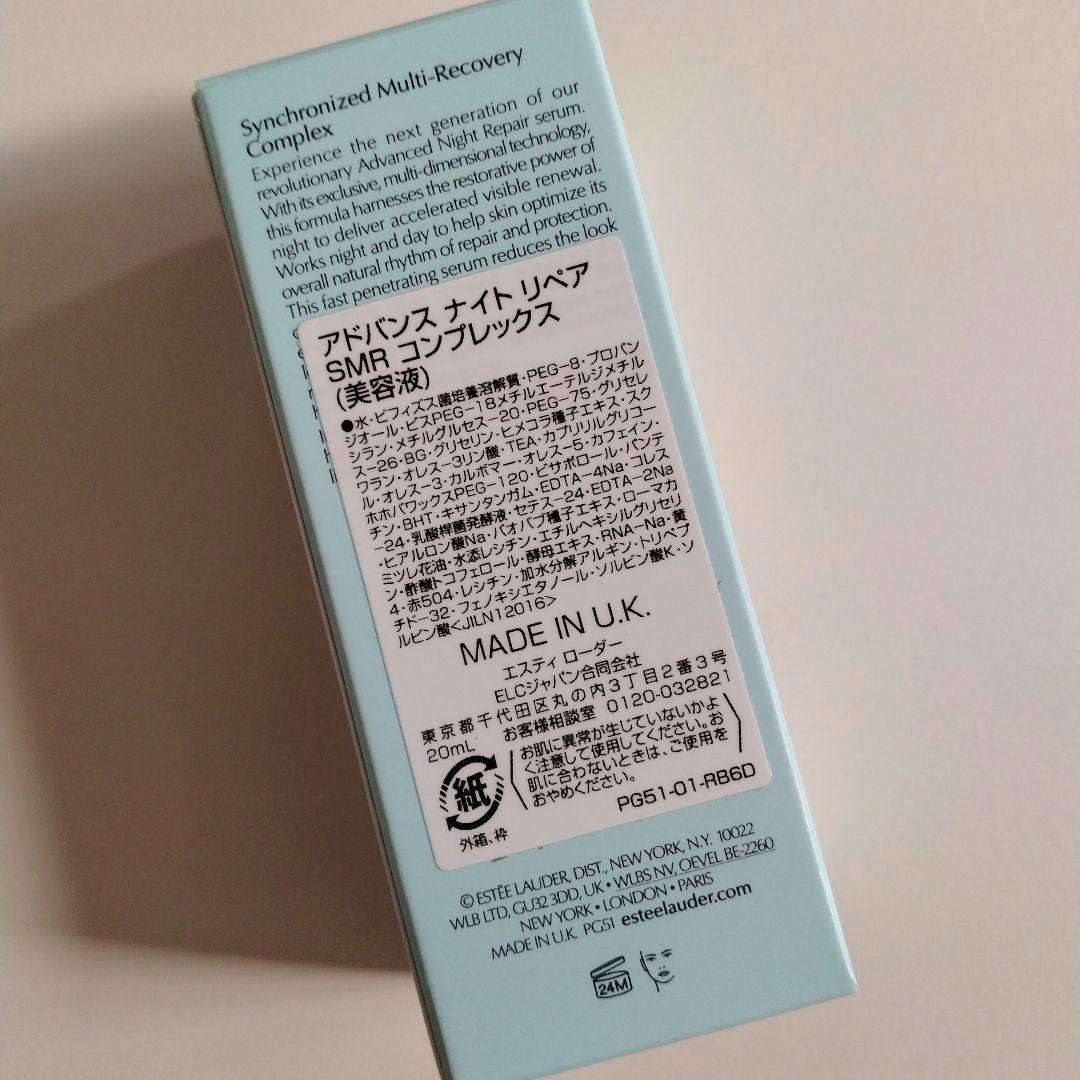 Synchronized Multi-Recovery
Complex
Experience the next generation of our
revolutionary Advanced Night Repair serum.
With its exclusive, multi-dimensional technology,
this formula harnesses the restorative power of
night to deliver accelerated visible renewal.
Works night and day to help skin optimize its
overall natural rhythm of repair and protection.
This fast penetrating serum reduces the look
アドバンス ナイト リペア
SMR コンプレックス
(美容液)
●水・ビフィズス菌培養溶解質・PEG-8・プロパン
ジオール・ビスPEG-18メチルエーテルジメチル
シラン・メチルグルセス-20・PEG-75・グリセレ
ス-26・BG・グリセリン・ヒメコラ種子エキス・スク
ワラン・オレス-3リン酸・TEA・カプリリルグリコー
ル・オレス-3・カルボマー・オレス-5・カフェイン・
ホホバワックスPEG-120・ビサボロール・パンテ
チン・BHT・キサンタンガム・EDTA-4Na・コレス
-24・乳酸桿菌発酵液・セテス-24・EDTA-2Na
・ヒアルロン酸Na・バオバブ種子エキス・ローマカ
ミツレ花油・水添レシチン・エチルヘキシルグリセリ
ン・酢酸トコフェロール・酵母エキス・RNA-Na・黄
4・赤504・レシチン・加水分解アルギン・トリペプ
チド-32・フェノキシエタノール・ソルビン酸K・ソ
ルビン酸<JILN12016>
MADE IN U.K.
エスティ ローダー
ELCジャパン合同会社
東京都千代田区丸の内3丁目2番3号
20mL お客様相談室 0120-032821
お肌に異常が生じていないかよ
く注意して使用してください。お
肌に合わないときは、ご使用を
おやめください。
紙
外箱、枠
PG51-01-RB6D
© ESTĒE LAUDER, DIST., NEW YORK, N.Y. 10022
WLB LTD, GU32 3DD, UK • WLBS NV, OEVEL BE-2260
NEW YORK • LONDON • PARIS
MADE IN U.K. PG51 esteelauder.com
24M